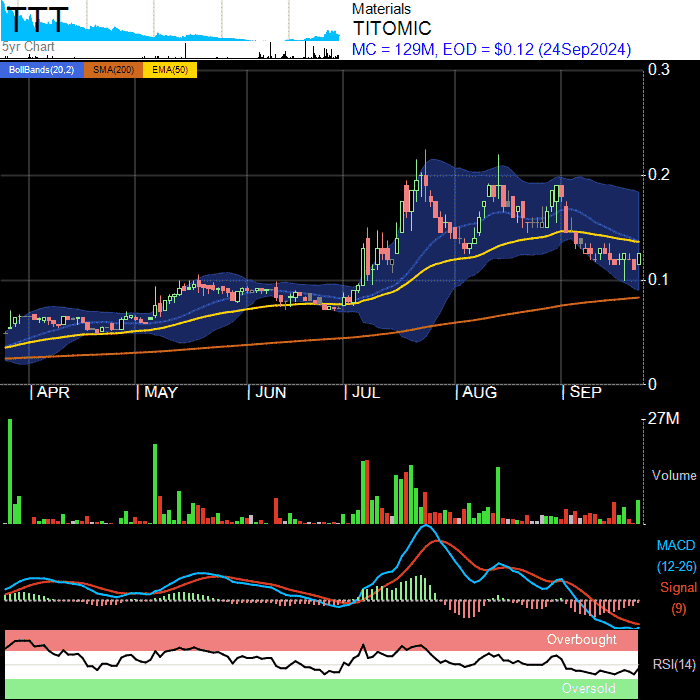 TTT
5yr Chart
Materials
TITOMIC
MC = 129M, EOD = $0.12 (24Sep2024)
BollBands(20,2) SMA(200) EMA(50)
0.3
0.2
0.1
0
|APR |MAY |JUN |JUL |AUG |SEP
27M
Volume
MACD
(12-26)
Signal
(9)
Overbought
RSI(14)
Oversold